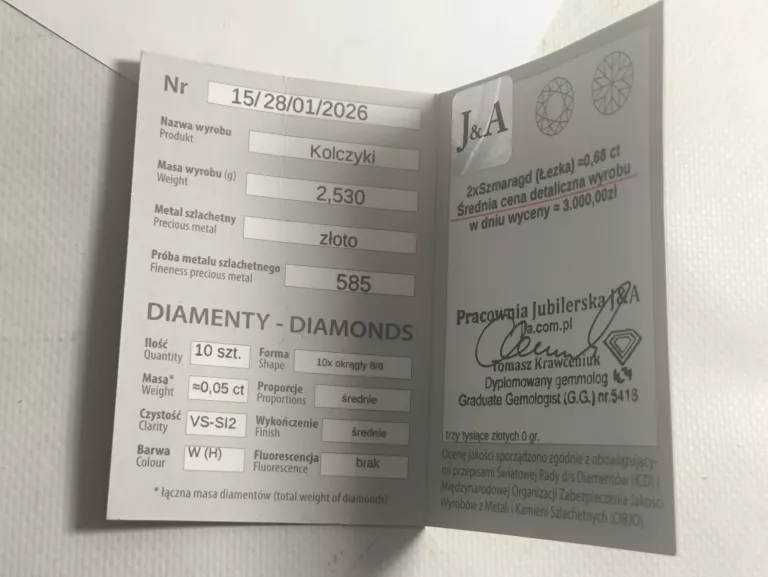 Nr 15/28/01/2026
Nazwa wyrobu
Produkt
Kolczyki
Masa wyrobu (g)
Weight
2,530
Metal szlachetny
Precious metal
złoto
Próba metalu szlachetnego
Fineness precious metal
585
DIAMENTY - DIAMONDS
Ilość
Quantity
10 szt.
Forma
Shape
10x okrągły 8/8
Masa*
Weight
≈0,05 ct
Proporcje
Proportions
średnie
Czystość
Clarity
VS-SI2
Wykończenie
Finish
średnie
Barwa
Colour
W (H)
Fluorescencja
Fluorescence
brak
* łączna masa diamentów (total weight of diamonds)
J&A
2xSzmaragd (Łezka) ≈0,66 ct
Średnia cena detaliczna wyrobu
w dniu wyceny ≈ 3.000,00zł
Pracownia Jubilerska J&A
Ja.com.pl
Tomasz Krawceniuk
Dyplomowany gemmolog
Graduate Gemologist (G.G.) nr.5418
trzy tysiące złotych 0 gr.
Ocenę jakości sporządzono zgodnie z obowiązujący-
mi przepisami Światowej Rady d/s Diamentów (ICD) i
Międzynarodowej Organizacji Zabezpieczenia Jakości
Wyrobów z Metali i Kamieni Szlachetnych (CIBJO).